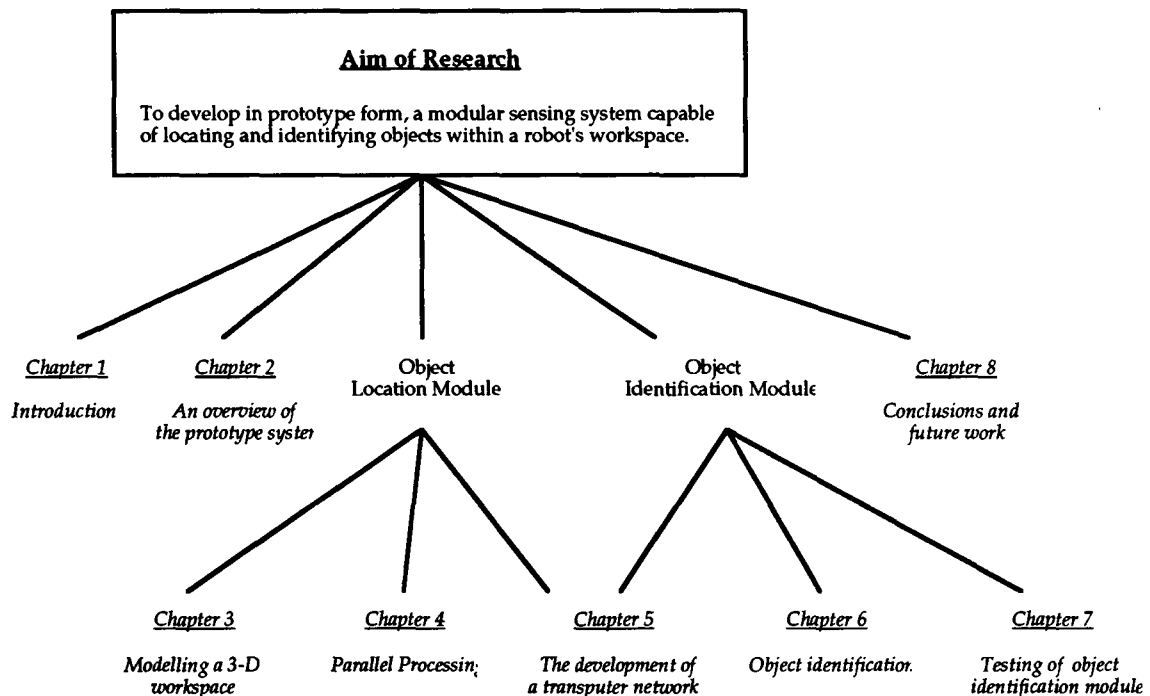 Aim of Research
To develop in prototype form, a modular sensing system capable
of locating and identifying objects within a robot's workspace.
Chapter 1
Introduction
Chapter 2
An overview of
the prototype syster
Object
Location Module
Object
Identification Module
Chapter 8
Conclusions and
future work
Chapter 3
Modelling a 3-D
workspace
Chapter 4
Parallel Processin
Chapter 5
The development of
a transputer network
Chapter 6
Object identification
Chapter 7
Testing of object
identification module